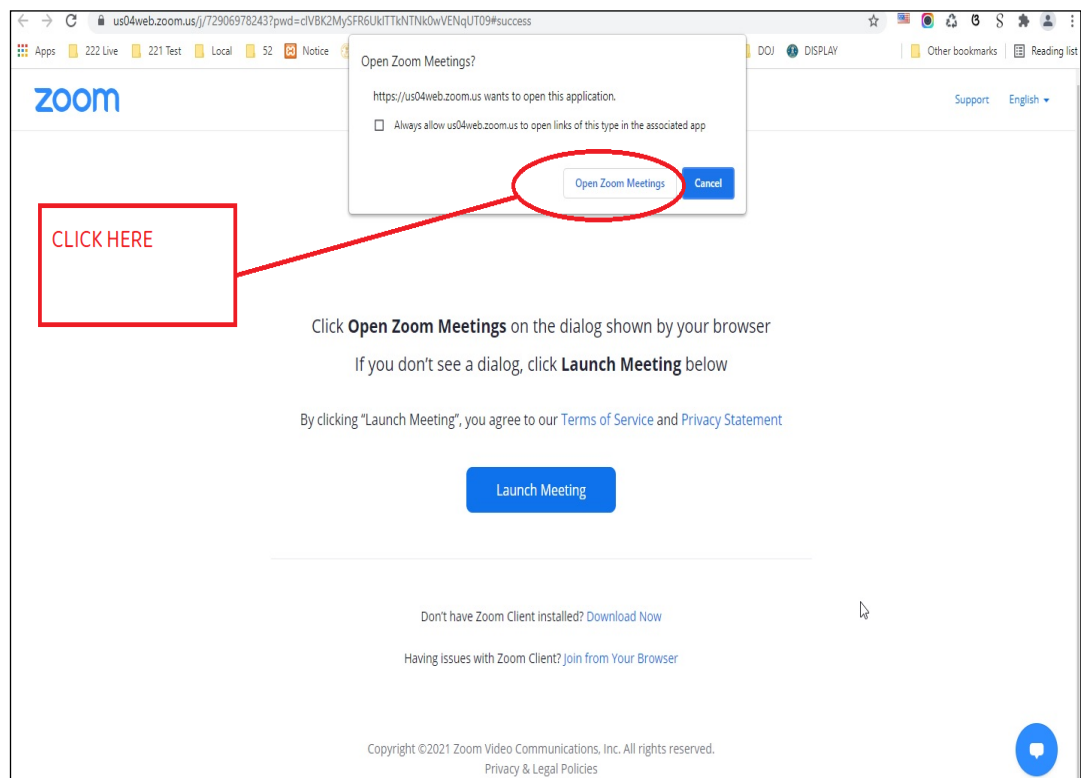 us04web.zoom.us/j/72906978243?pwd=clVBK2MySFR6UklTTkNTNk0wVENqUT09#success
Apps 222 Live 221 Test Local 52 Notice DOJ DISPLAY Other bookmarks Reading list
Open Zoom Meetings?
https://us04web.zoom.us wants to open this application.
Always allow us04web.zoom.us to open links of this type in the associated app
Open Zoom Meetings Cancel
zoom
Support English
CLICK HERE
Click Open Zoom Meetings on the dialog shown by your browser
If you don't see a dialog, click Launch Meeting below
By clicking "Launch Meeting", you agree to our Terms of Service and Privacy Statement
Launch Meeting
Don't have Zoom Client installed? Download Now
Having issues with Zoom Client? Join from Your Browser
Copyright ©2021 Zoom Video Communications, Inc. All rights reserved.
Privacy & Legal Policies